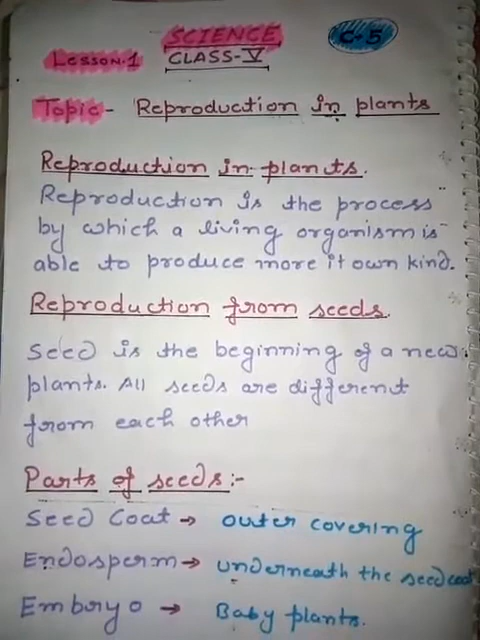 SCIENCE
C-5
Lesson.1 CLASS-V
Topic- Reproduction in plants
Reproduction in plants.
Reproduction is the process
by which a living organism is
able to produce more it own kind.
Reproduction from seeds.
Seed is the beginning of a new
plants. All seeds are different
from each other
Parts of seeds:-
Seed Coat → outer covering
Endosperm → underneath the seed coat
Embryo → Baby plants.